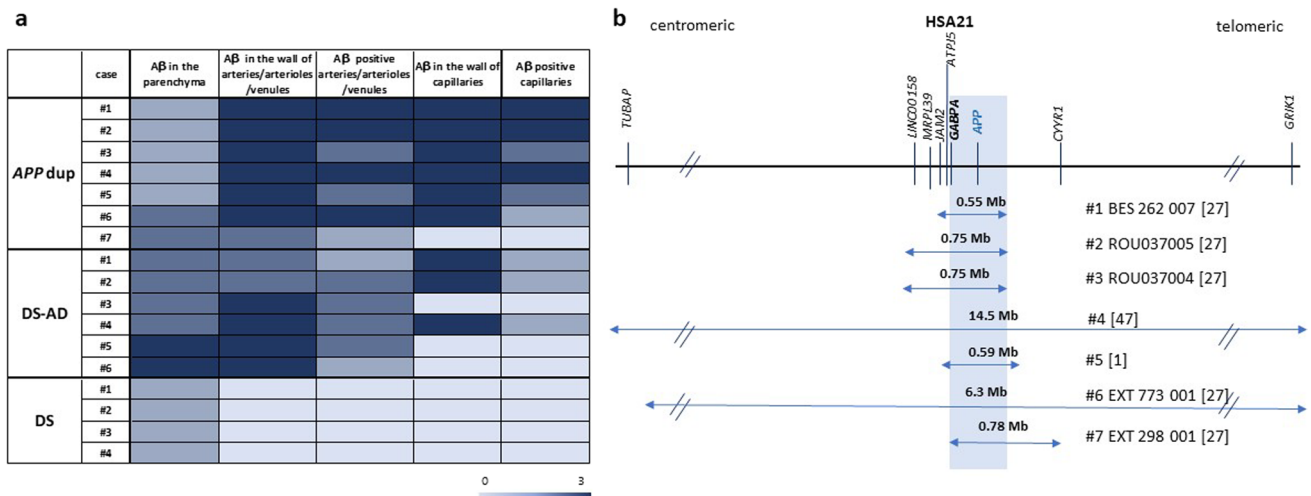 a
case
Aβ in the parenchyma
Aβ in the wall of arteries/arterioles /venules
Aβ positive arteries/arterioles /venules
Aβ in the wall of capillaries
Aβ positive capillaries
APP dup
#1
#2
#3
#4
#5
#6
#7
DS-AD
#1
#2
#3
#4
#5
#6
DS
#1
#2
#3
#4
0 3
b
HSA21
centromeric
telomeric
TUBAP
LINC00158
MRPL39
JAM2
ATPJ5
GABPA
APP
CYYR1
GRIK1
0.55 Mb #1 BES 262 007 [27]
0.75 Mb #2 ROU037005 [27]
0.75 Mb #3 ROU037004 [27]
14.5 Mb #4 [47]
0.59 Mb #5 [1]
6.3 Mb #6 EXT 773 001 [27]
0.78 Mb #7 EXT 298 001 [27]